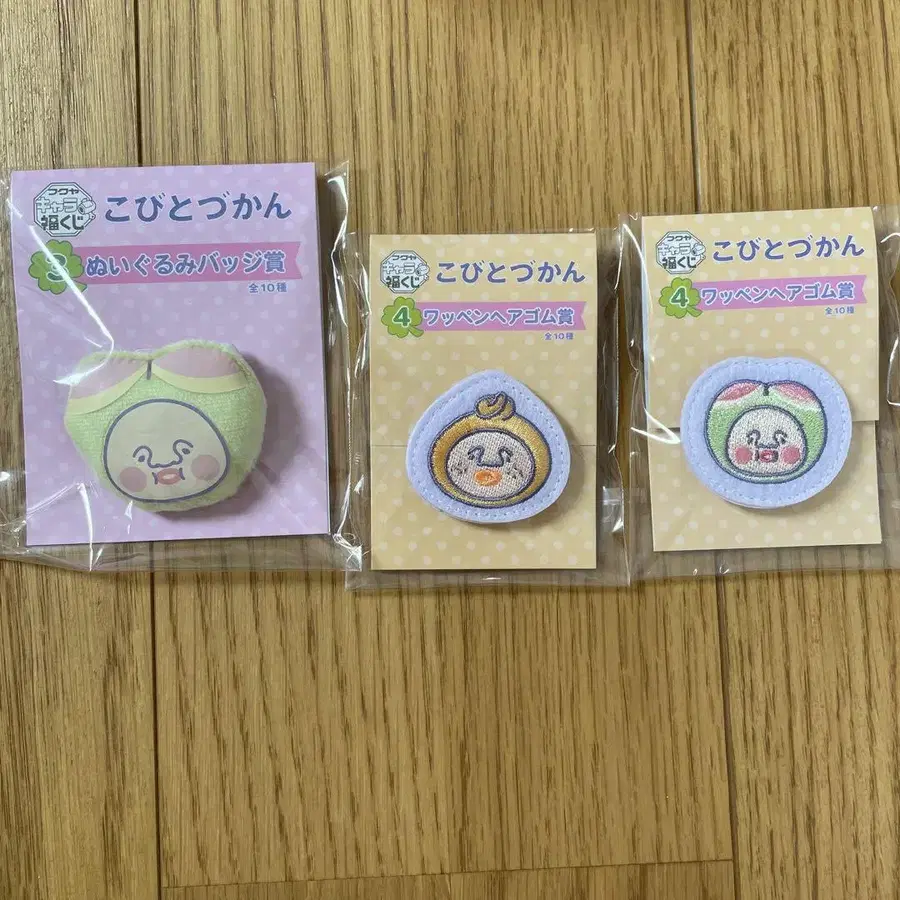 フクヤ
キャラ
福くじ
こびとづかん
3 ぬいぐるみバッジ賞
全10種
フクヤ
キャラ
福くじ
こびとづかん
4 ワッペンヘアゴム賞
全10種
フクヤ
キャラ
福くじ
こびとづかん
4 ワッペンヘアゴム賞
全10種